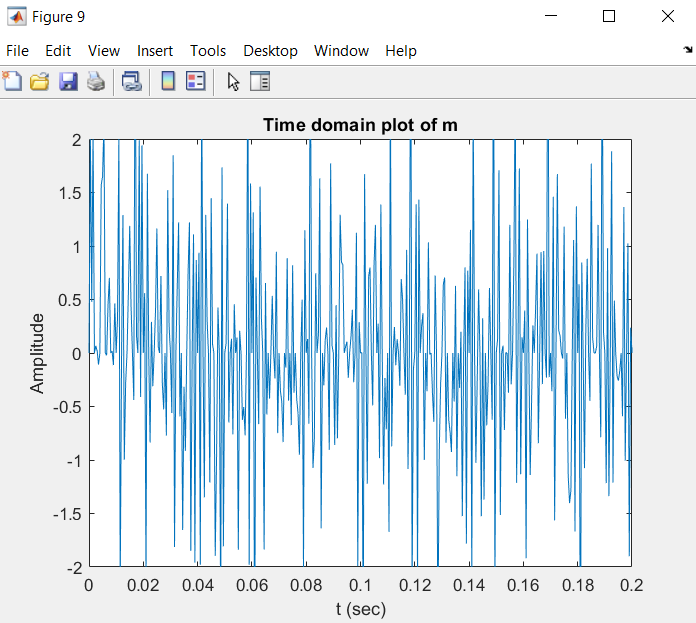 Figure 9
File Edit View Insert Tools Desktop Window Help
Time domain plot of m
2
1.5
1
0.5
0
-0.5
-1
-1.5
-2
Amplitude
0 0.02 0.04 0.06 0.08 0.1 0.12 0.14 0.16 0.18 0.2
t (sec)